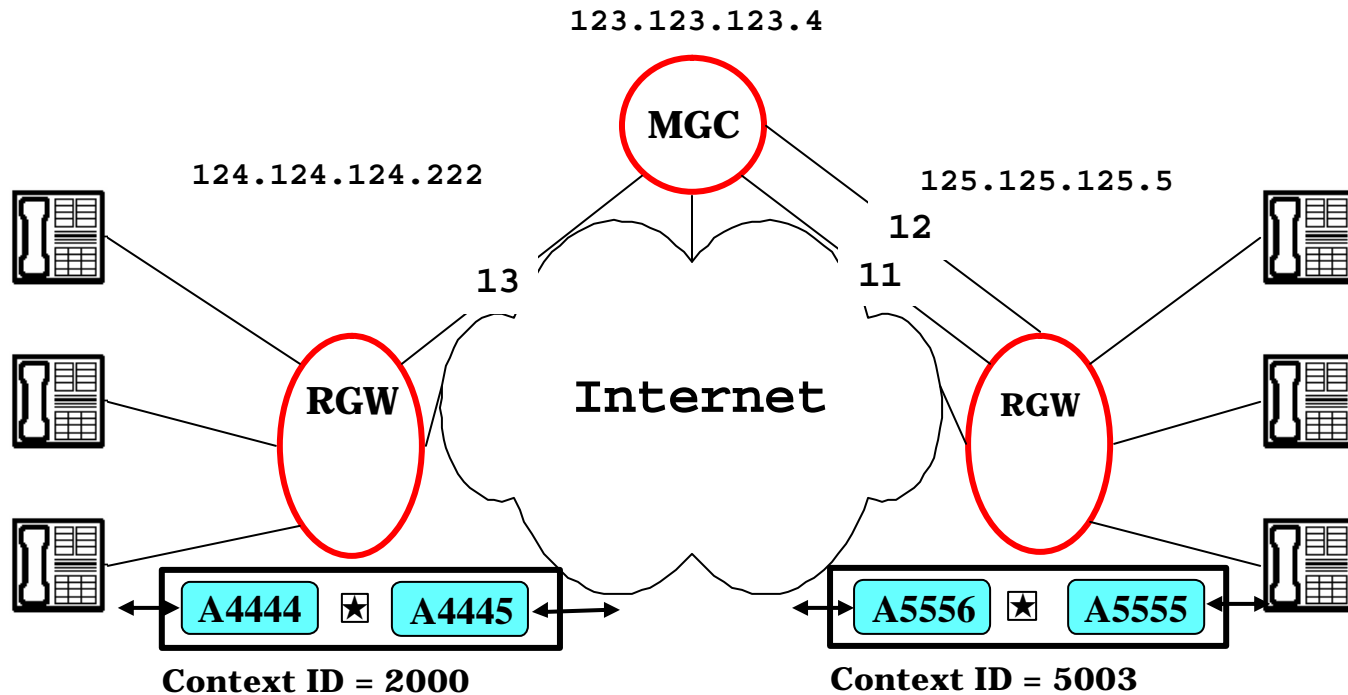 123.123.123.4
MGC
124.124.124.222
125.125.125.5
12
13
11
RGW
Internet
RGW
A4444
A4445
A5556
A5555
Context ID = 2000
Context ID = 5003